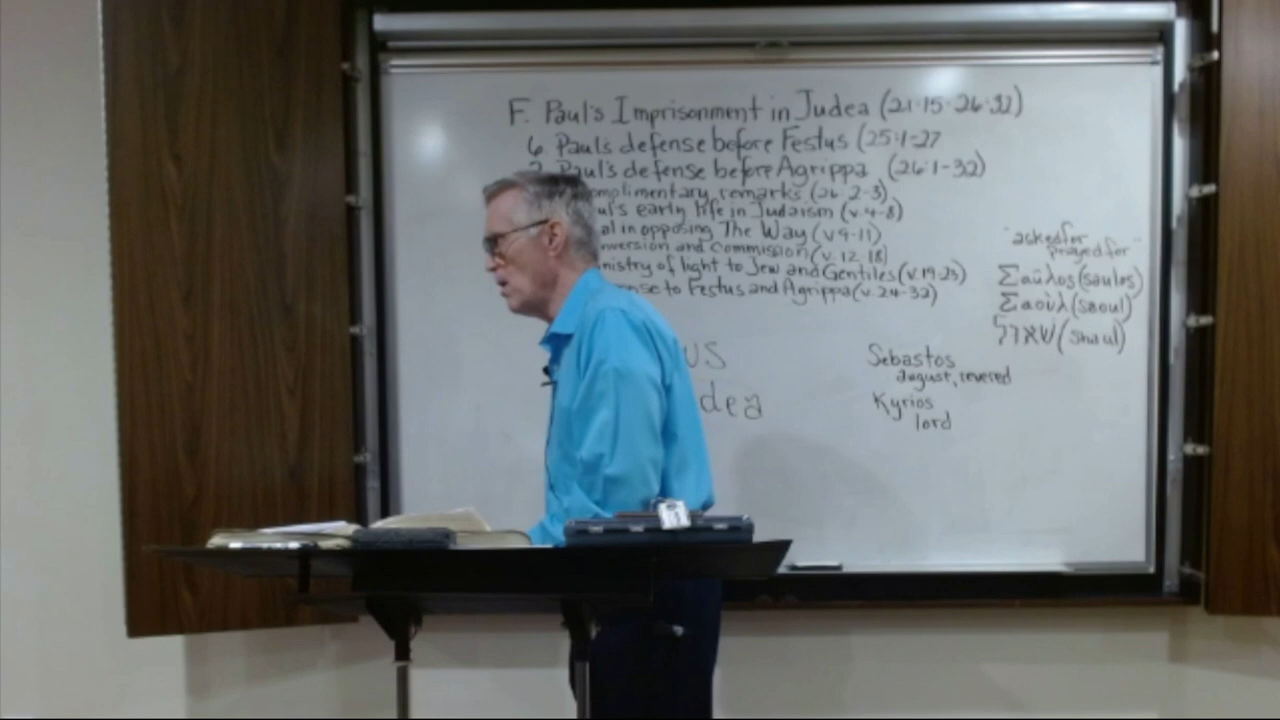 F. Paul's Imprisonment in Judea (21:15-26:32)
6. Paul's defense before Festus (25:1-27
Paul's defense before Agrippa (26:1-32)
omplimentary remarks (26:2-3)
ul's early life in Judaism (v.4-8)
al in opposing The Way (v 9-11)
nversion and Commission (v.12-18)
nistry of light to Jew and Gentiles (v.19-23)
nse to Festus and Agrippa (v.24-32)
"asked for
prayed for"
Σαῦλος (saulos)
Σαούλ (saoul)
שאול (shaul)
US
dea
Sebastos
august, revered
Kyrios
lord